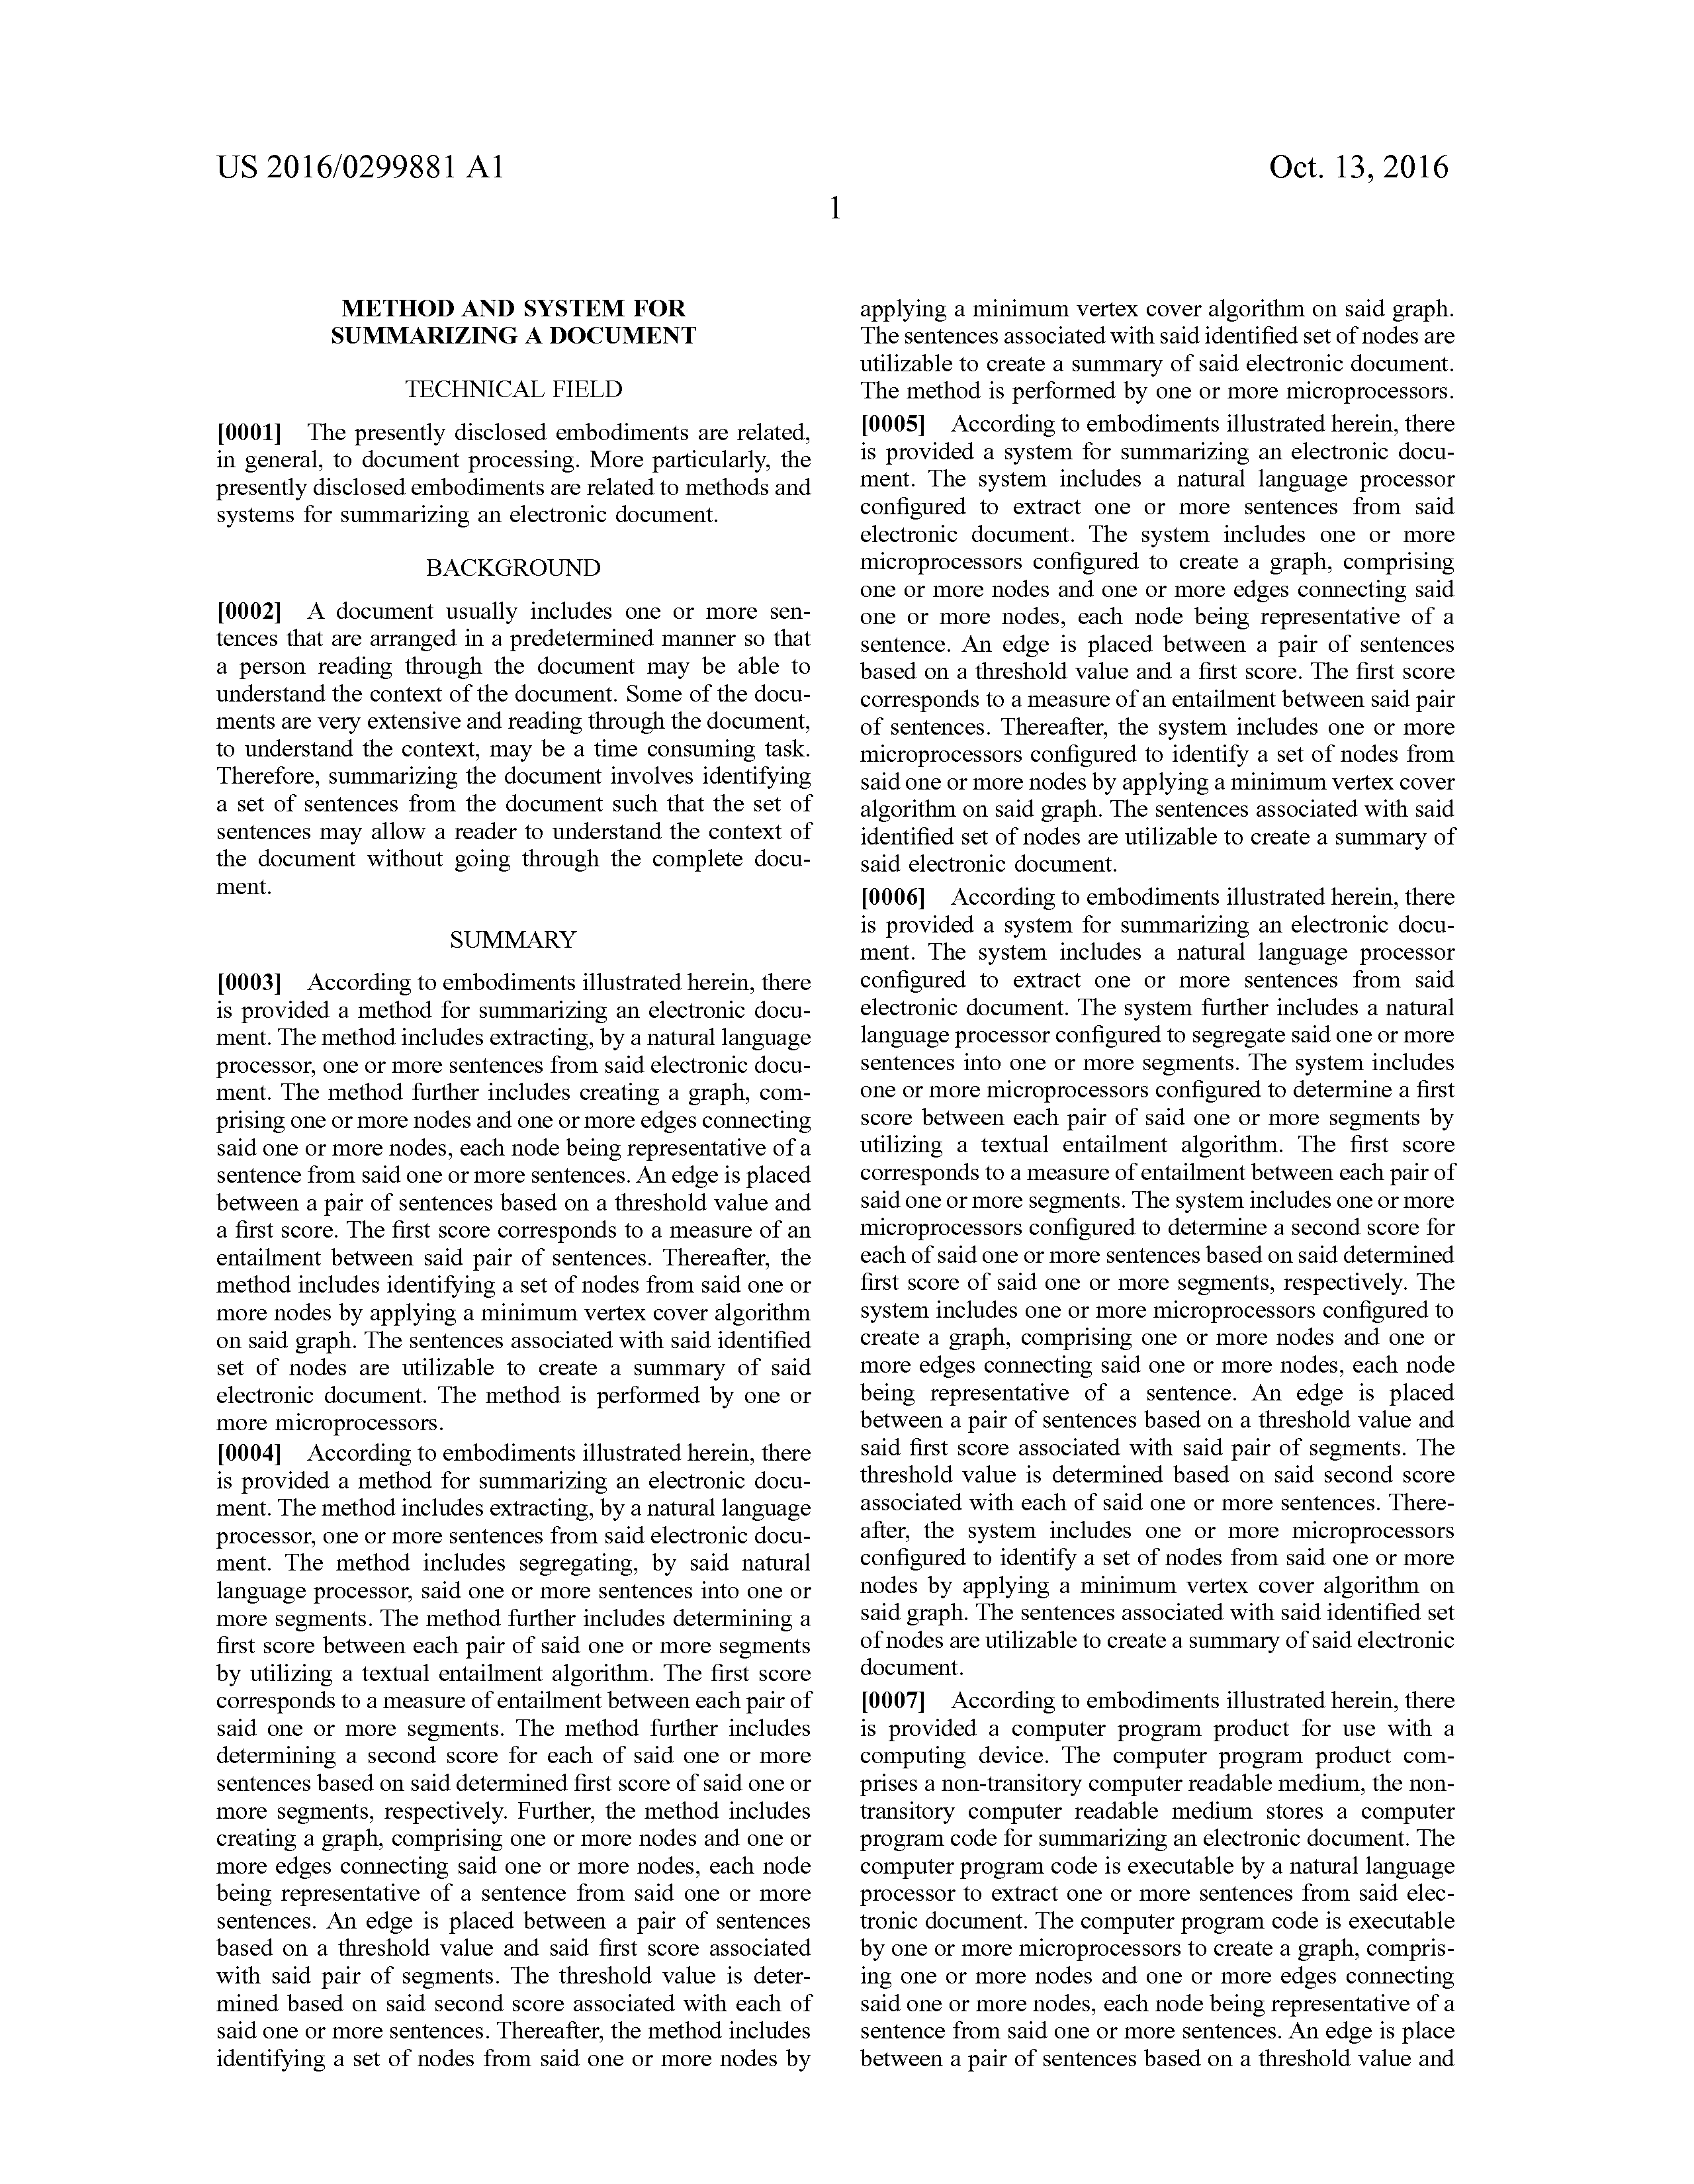 US 2016/0299881 A1
Oct. 13, 2016
1
METHOD AND SYSTEM FOR
SUMMARIZING A DOCUMENT
TECHNICAL FIELD
[0001] The presently disclosed embodiments are related,
in general, to document processing. More particularly, the
presently disclosed embodiments are related to methods and
systems for summarizing an electronic document.
BACKGROUND
[0002] A document usually includes one or more sen-
tences that are arranged in a predetermined manner so that
a person reading through the document may be able to
understand the context of the document. Some of the docu-
ments are very extensive and reading through the document,
to understand the context, may be a time consuming task.
Therefore, summarizing the document involves identifying
a set of sentences from the document such that the set of
sentences may allow a reader to understand the context of
the document without going through the complete docu-
ment.
SUMMARY
[0003] According to embodiments illustrated herein, there
is provided a method for summarizing an electronic docu-
ment. The method includes extracting, by a natural language
processor, one or more sentences from said electronic docu-
ment. The method further includes creating a graph, com-
prising one or more nodes and one or more edges connecting
said one or more nodes, each node being representative of a
sentence from said one or more sentences. An edge is placed
between a pair of sentences based on a threshold value and
a first score. The first score corresponds to a measure of an
entailment between said pair of sentences. Thereafter, the
method includes identifying a set of nodes from said one or
more nodes by applying a minimum vertex cover algorithm
on said graph. The sentences associated with said identified
set of nodes are utilizable to create a summary of said
electronic document. The method is performed by one or
more microprocessors.
[0004] According to embodiments illustrated herein, there
is provided a method for summarizing an electronic docu-
ment. The method includes extracting, by a natural language
processor, one or more sentences from said electronic docu-
ment. The method includes segregating, by said natural
language processor, said one or more sentences into one or
more segments. The method further includes determining a
first score between each pair of said one or more segments
by utilizing a textual entailment algorithm. The first score
corresponds to a measure of entailment between each pair of
said one or more segments. The method further includes
determining a second score for each of said one or more
sentences based on said determined first score of said one or
more segments, respectively. Further, the method includes
creating a graph, comprising one or more nodes and one or
more edges connecting said one or more nodes, each node
being representative of a sentence from said one or more
sentences. An edge is placed between a pair of sentences
based on a threshold value and said first score associated
with said pair of segments. The threshold value is deter-
mined based on said second score associated with each of
said one or more sentences. Thereafter, the method includes
identifying a set of nodes from said one or more nodes by
applying a minimum vertex cover algorithm on said graph.
The sentences associated with said identified set of nodes are
utilizable to create a summary of said electronic document.
The method is performed by one or more microprocessors.
[0005] According to embodiments illustrated herein, there
is provided a system for summarizing an electronic docu-
ment. The system includes a natural language processor
configured to extract one or more sentences from said
electronic document. The system includes one or more
microprocessors configured to create a graph, comprising
one or more nodes and one or more edges connecting said
one or more nodes, each node being representative of a
sentence. An edge is placed between a pair of sentences
based on a threshold value and a first score. The first score
corresponds to a measure of an entailment between said pair
of sentences. Thereafter, the system includes one or more
microprocessors configured to identify a set of nodes from
said one or more nodes by applying a minimum vertex cover
algorithm on said graph. The sentences associated with said
identified set of nodes are utilizable to create a summary of
said electronic document.
[0006] According to embodiments illustrated herein, there
is provided a system for summarizing an electronic docu-
ment. The system includes a natural language processor
configured to extract one or more sentences from said
electronic document. The system further includes a natural
language processor configured to segregate said one or more
sentences into one or more segments. The system includes
one or more microprocessors configured to determine a first
score between each pair of said one or more segments by
utilizing a textual entailment algorithm. The first score
corresponds to a measure of entailment between each pair of
said one or more segments. The system includes one or more
microprocessors configured to determine a second score for
each of said one or more sentences based on said determined
first score of said one or more segments, respectively. The
system includes one or more microprocessors configured to
create a graph, comprising one or more nodes and one or
more edges connecting said one or more nodes, each node
being representative of a sentence. An edge is placed
between a pair of sentences based on a threshold value and
said first score associated with said pair of segments. The
threshold value is determined based on said second score
associated with each of said one or more sentences. There-
after, the system includes one or more microprocessors
configured to identify a set of nodes from said one or more
nodes by applying a minimum vertex cover algorithm on
said graph. The sentences associated with said identified set
of nodes are utilizable to create a summary of said electronic
document.
[0007] According to embodiments illustrated herein, there
is provided a computer program product for use with a
computing device. The computer program product com-
prises a non-transitory computer readable medium, the non-
transitory computer readable medium stores a computer
program code for summarizing an electronic document. The
computer program code is executable by a natural language
processor to extract one or more sentences from said elec-
tronic document. The computer program code is executable
by one or more microprocessors to create a graph, compris-
ing one or more nodes and one or more edges connecting
said one or more nodes, each node being representative of a
sentence from said one or more sentences. An edge is place
between a pair of sentences based on a threshold value and